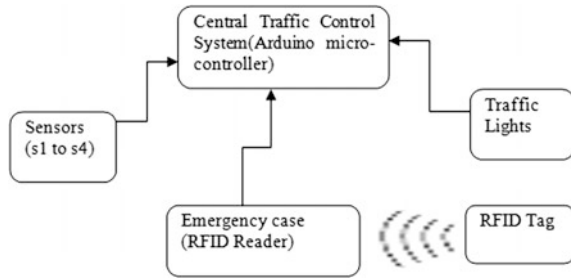 Central Traffic Control
System(Arduino micro-
controller)
Sensors
(s1 to s4)
Traffic
Lights
Emergency case
(RFID Reader)
RFID Tag